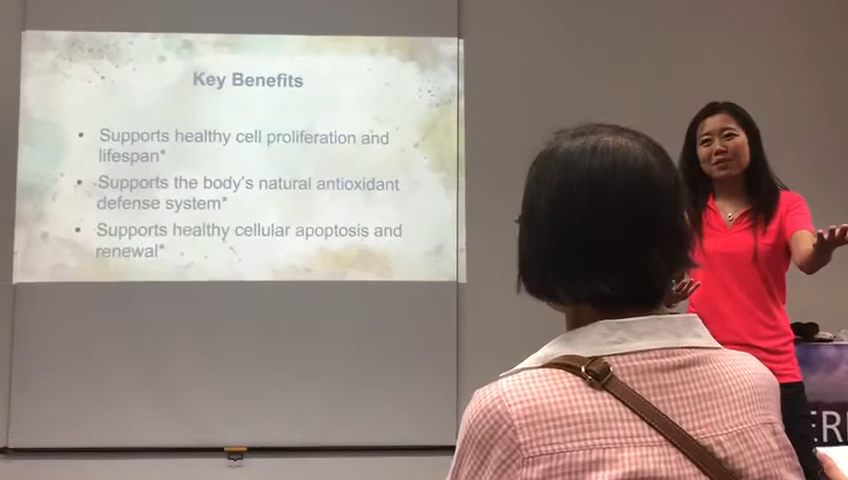 Key Benefits
• Supports healthy cell proliferation and
lifespan*
• Supports the body's natural antioxidant
defense system*
• Supports healthy cellular apoptosis and
renewal*